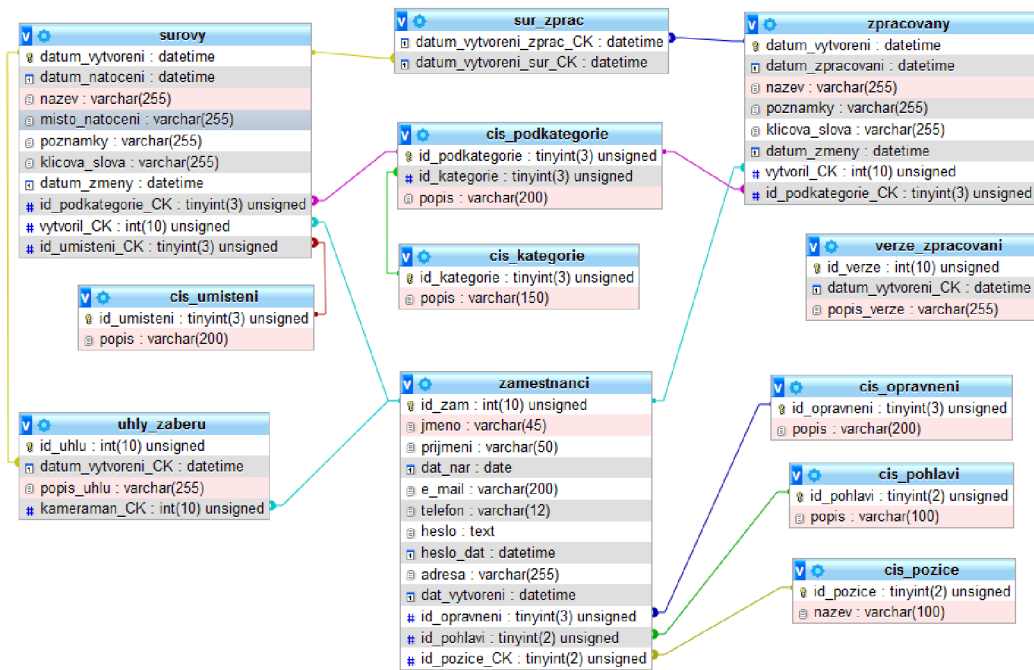 surovy
datum_vytvoreni : datetime
datum_natoceni : datetime
nazev : varchar(255)
misto_natoceni : varchar(255)
poznamky : varchar(255)
klicova_slova : varchar(255)
datum_zmeny : datetime
id_podkategorie_CK : tinyint(3) unsigned
vytvoril_CK : int(10) unsigned
id_umisteni_CK : tinyint(3) unsigned
sur_zprac
datum_vytvoreni_zprac_CK : datetime
datum_vytvoreni_sur_CK : datetime
zpracovany
datum_vytvoreni : datetime
datum_zpracovani : datetime
nazev : varchar(255)
poznamky : varchar(255)
klicova_slova : varchar(255)
datum_zmeny : datetime
vytvoril_CK : int(10) unsigned
id_podkategorie_CK : tinyint(3) unsigned
cis_podkategorie
id_podkategorie : tinyint(3) unsigned
id_kategorie : tinyint(3) unsigned
popis : varchar(200)
cis_kategorie
id_kategorie : tinyint(3) unsigned
popis : varchar(150)
verze_zpracovani
id_verze : int(10) unsigned
datum_vytvoreni_CK : datetime
popis_verze : varchar(255)
cis_umisteni
id_umisteni : tinyint(3) unsigned
popis : varchar(200)
uhly_zaberu
id_uhlu : int(10) unsigned
datum_vytvoreni_CK : datetime
popis_uhlu : varchar(255)
kameraman_CK : int(10) unsigned
zamestnanci
id_zam : int(10) unsigned
jmeno : varchar(45)
prijmeni : varchar(50)
dat_nar : date
e_mail : varchar(200)
telefon : varchar(12)
heslo : text
heslo_dat : datetime
adresa : varchar(255)
dat_vytvoreni : datetime
id_opravneni : tinyint(3) unsigned
id_pohlavi : tinyint(2) unsigned
id_pozice_CK : tinyint(2) unsigned
cis_opravneni
id_opravneni : tinyint(3) unsigned
popis : varchar(200)
cis_pohlavi
id_pohlavi : tinyint(2) unsigned
popis : varchar(100)
cis_pozice
id_pozice : tinyint(2) unsigned
nazev : varchar(100)